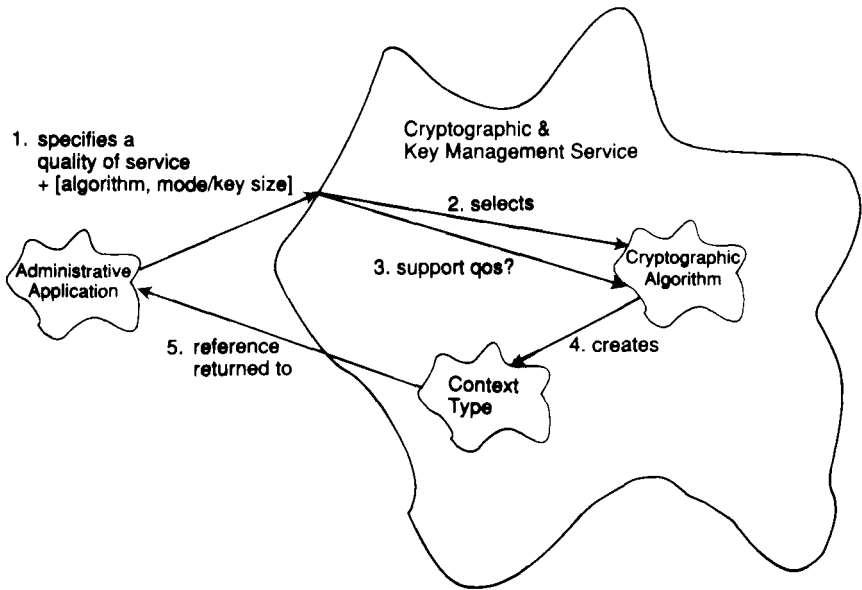 Cryptographic &
Key Management Service
1. specifies a
quality of service
+ [algorithm, mode/key size]
2. selects
Cryptographic
Algorithm
3. support qos?
Administrative
Application
4. creates
5. reference
returned to
Context
Type